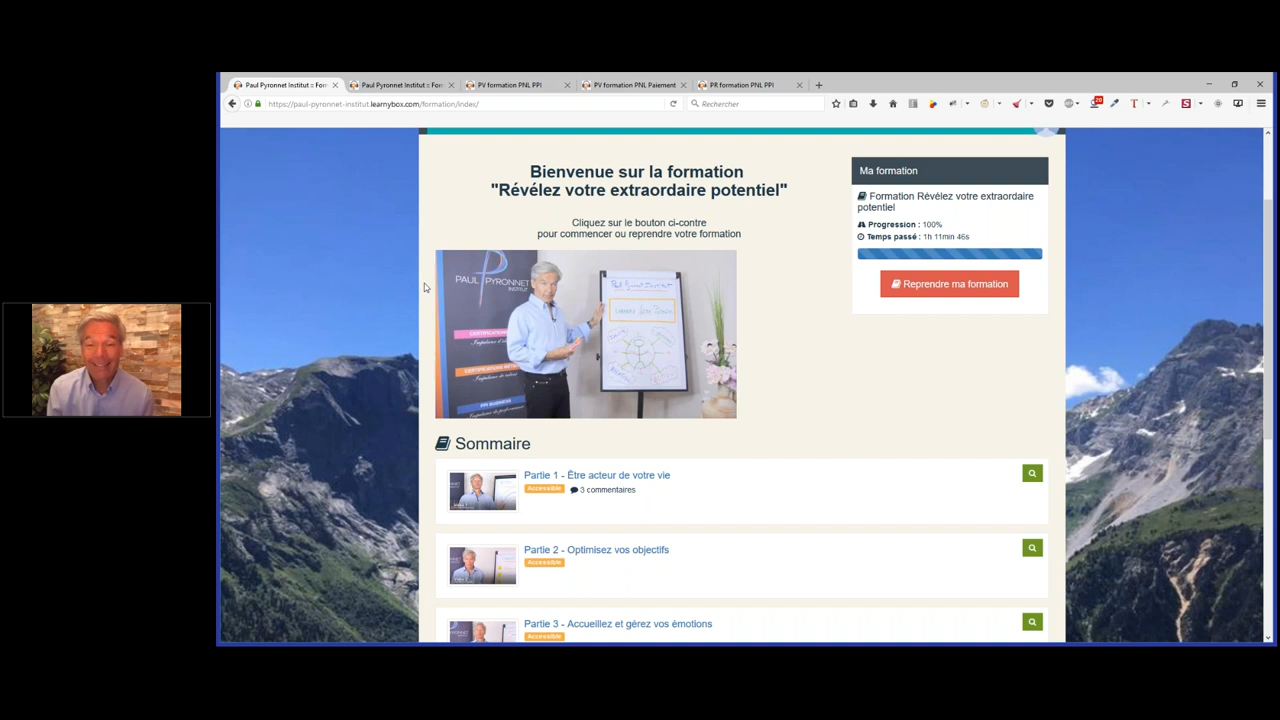 Paul Pyronnet Institut :: For
Paul Pyronnet Institut :: For
PV formation PNL PPI
PV formation PNL Paiement
PR formation PNL PPI
https://paul-pyronnet-institut.learnybox.com/formation/index/
Rechercher
20
Bienvenue sur la formation
"Révélez votre extraordaire potentiel"
Cliquez sur le bouton ci-contre
pour commencer ou reprendre votre formation
Ma formation
Formation Révélez votre extraordaire
potentiel
Progression : 100%
Temps passé : 1h 11min 46s
Reprendre ma formation
PAUL PYRONNET
INSTITUT
PPI BUSINESS
Sommaire
Partie 1 - Être acteur de votre vie
Accessible
3 commentaires
Partie 2 - Optimisez vos objectifs
Accessible
Partie 3 - Accueillez et gérez vos émotions
Accessible